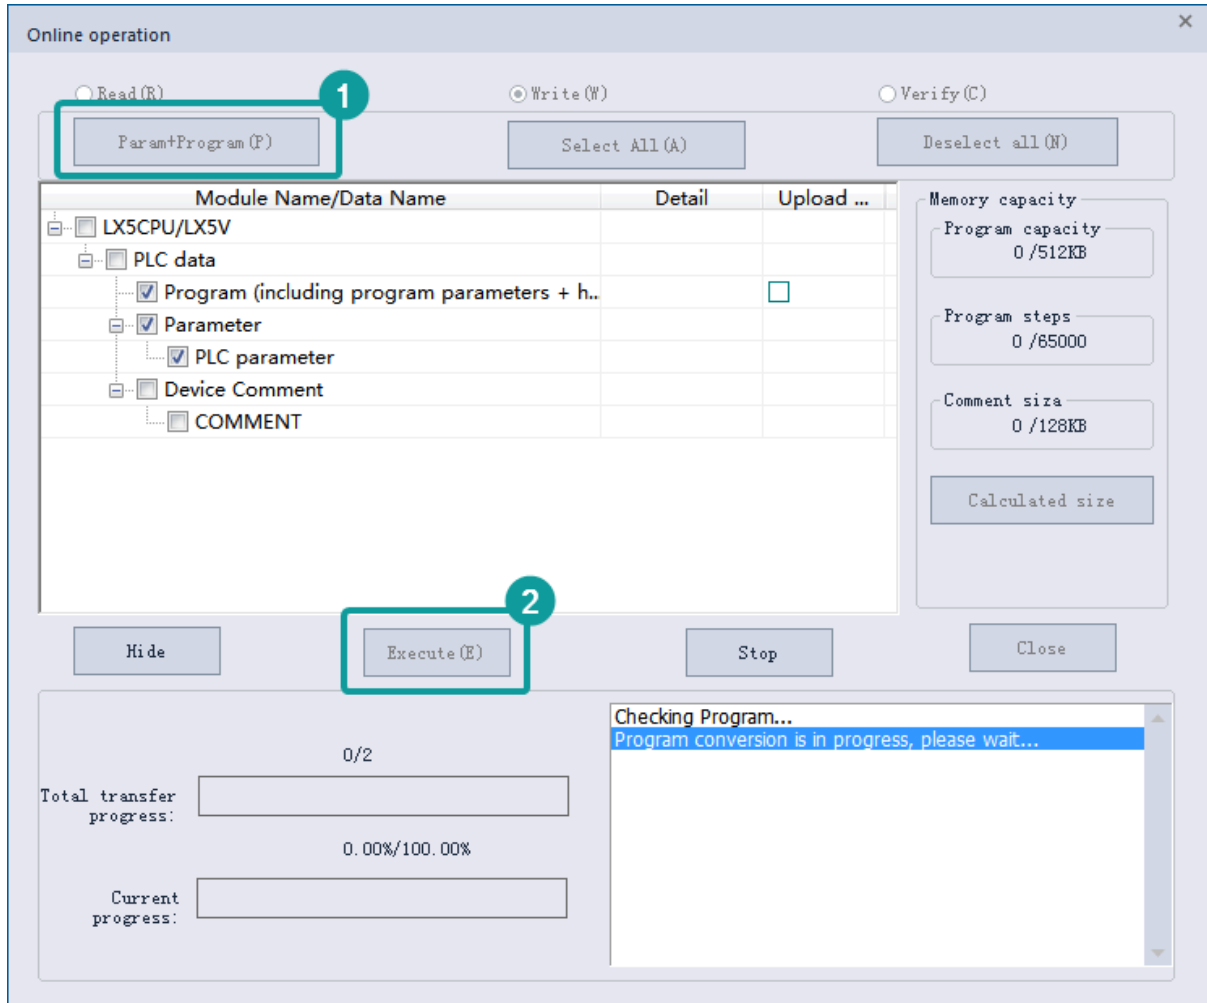 Online operation
Read(R)
Write(W)
Verify(C)
1
Param+Program(P)
Select All(A)
Deselect all(N)
Module Name/Data Name
Detail
Upload ...
LX5CPU/LX5V
PLC data
Program (including program parameters + h..
Parameter
PLC parameter
Device Comment
COMMENT
Memory capacity
Program capacity
0 /512KB
Program steps
0 /65000
Comment siza
0 /128KB
Calculated size
2
Hide
Execute(E)
Stop
Close
0/2
Total transfer
progress:
0.00%/100.00%
Current
progress:
Checking Program...
Program conversion is in progress, please wait...